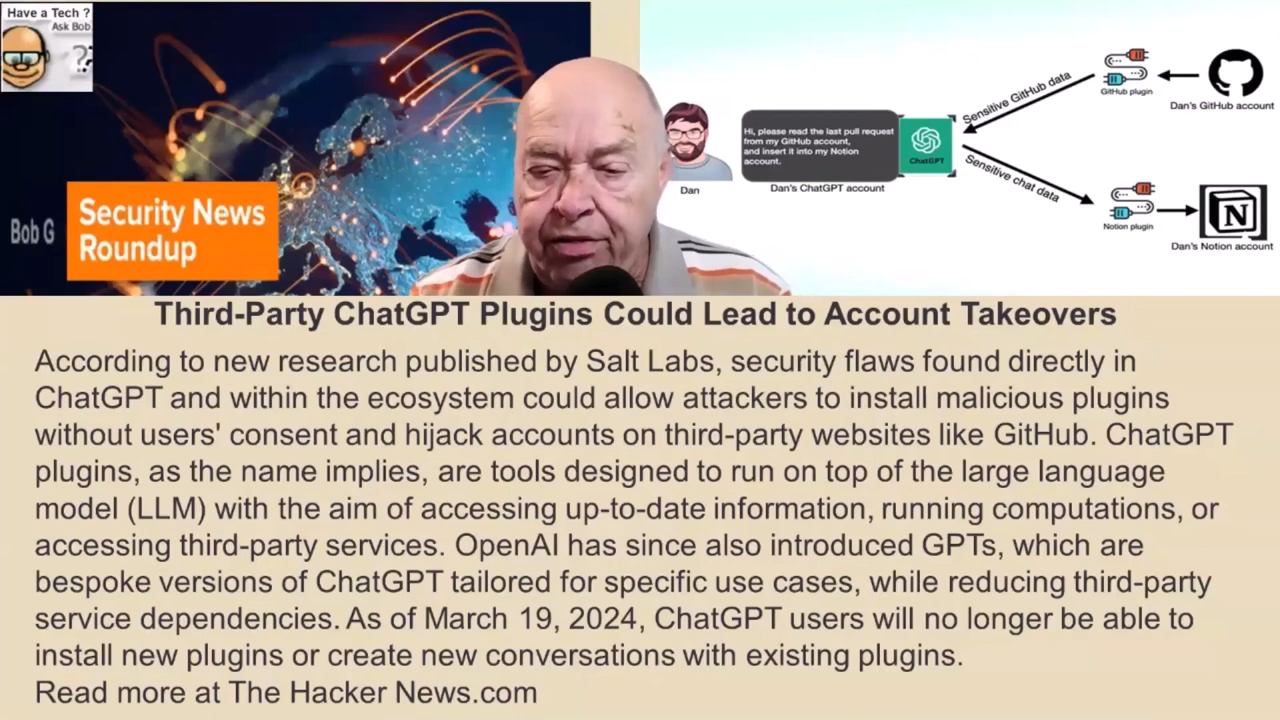 Have a Tech ?
Ask Bob
??
Bob G
Security News
Roundup
Dan
Hi, please read the last pull request
from my GitHub account,
and insert it into my Notion
account.
ChatGPT
Dan's ChatGPT account
Sensitive GitHub data
Sensitive chat data
GitHub plugin
Dan's GitHub account
Notion plugin
N
Dan's Notion account
Third-Party ChatGPT Plugins Could Lead to Account Takeovers
According to new research published by Salt Labs, security flaws found directly in
ChatGPT and within the ecosystem could allow attackers to install malicious plugins
without users' consent and hijack accounts on third-party websites like GitHub. ChatGPT
plugins, as the name implies, are tools designed to run on top of the large language
model (LLM) with the aim of accessing up-to-date information, running computations, or
accessing third-party services. OpenAI has since also introduced GPTs, which are
bespoke versions of ChatGPT tailored for specific use cases, while reducing third-party
service dependencies. As of March 19, 2024, ChatGPT users will no longer be able to
install new plugins or create new conversations with existing plugins.
Read more at The Hacker News.com